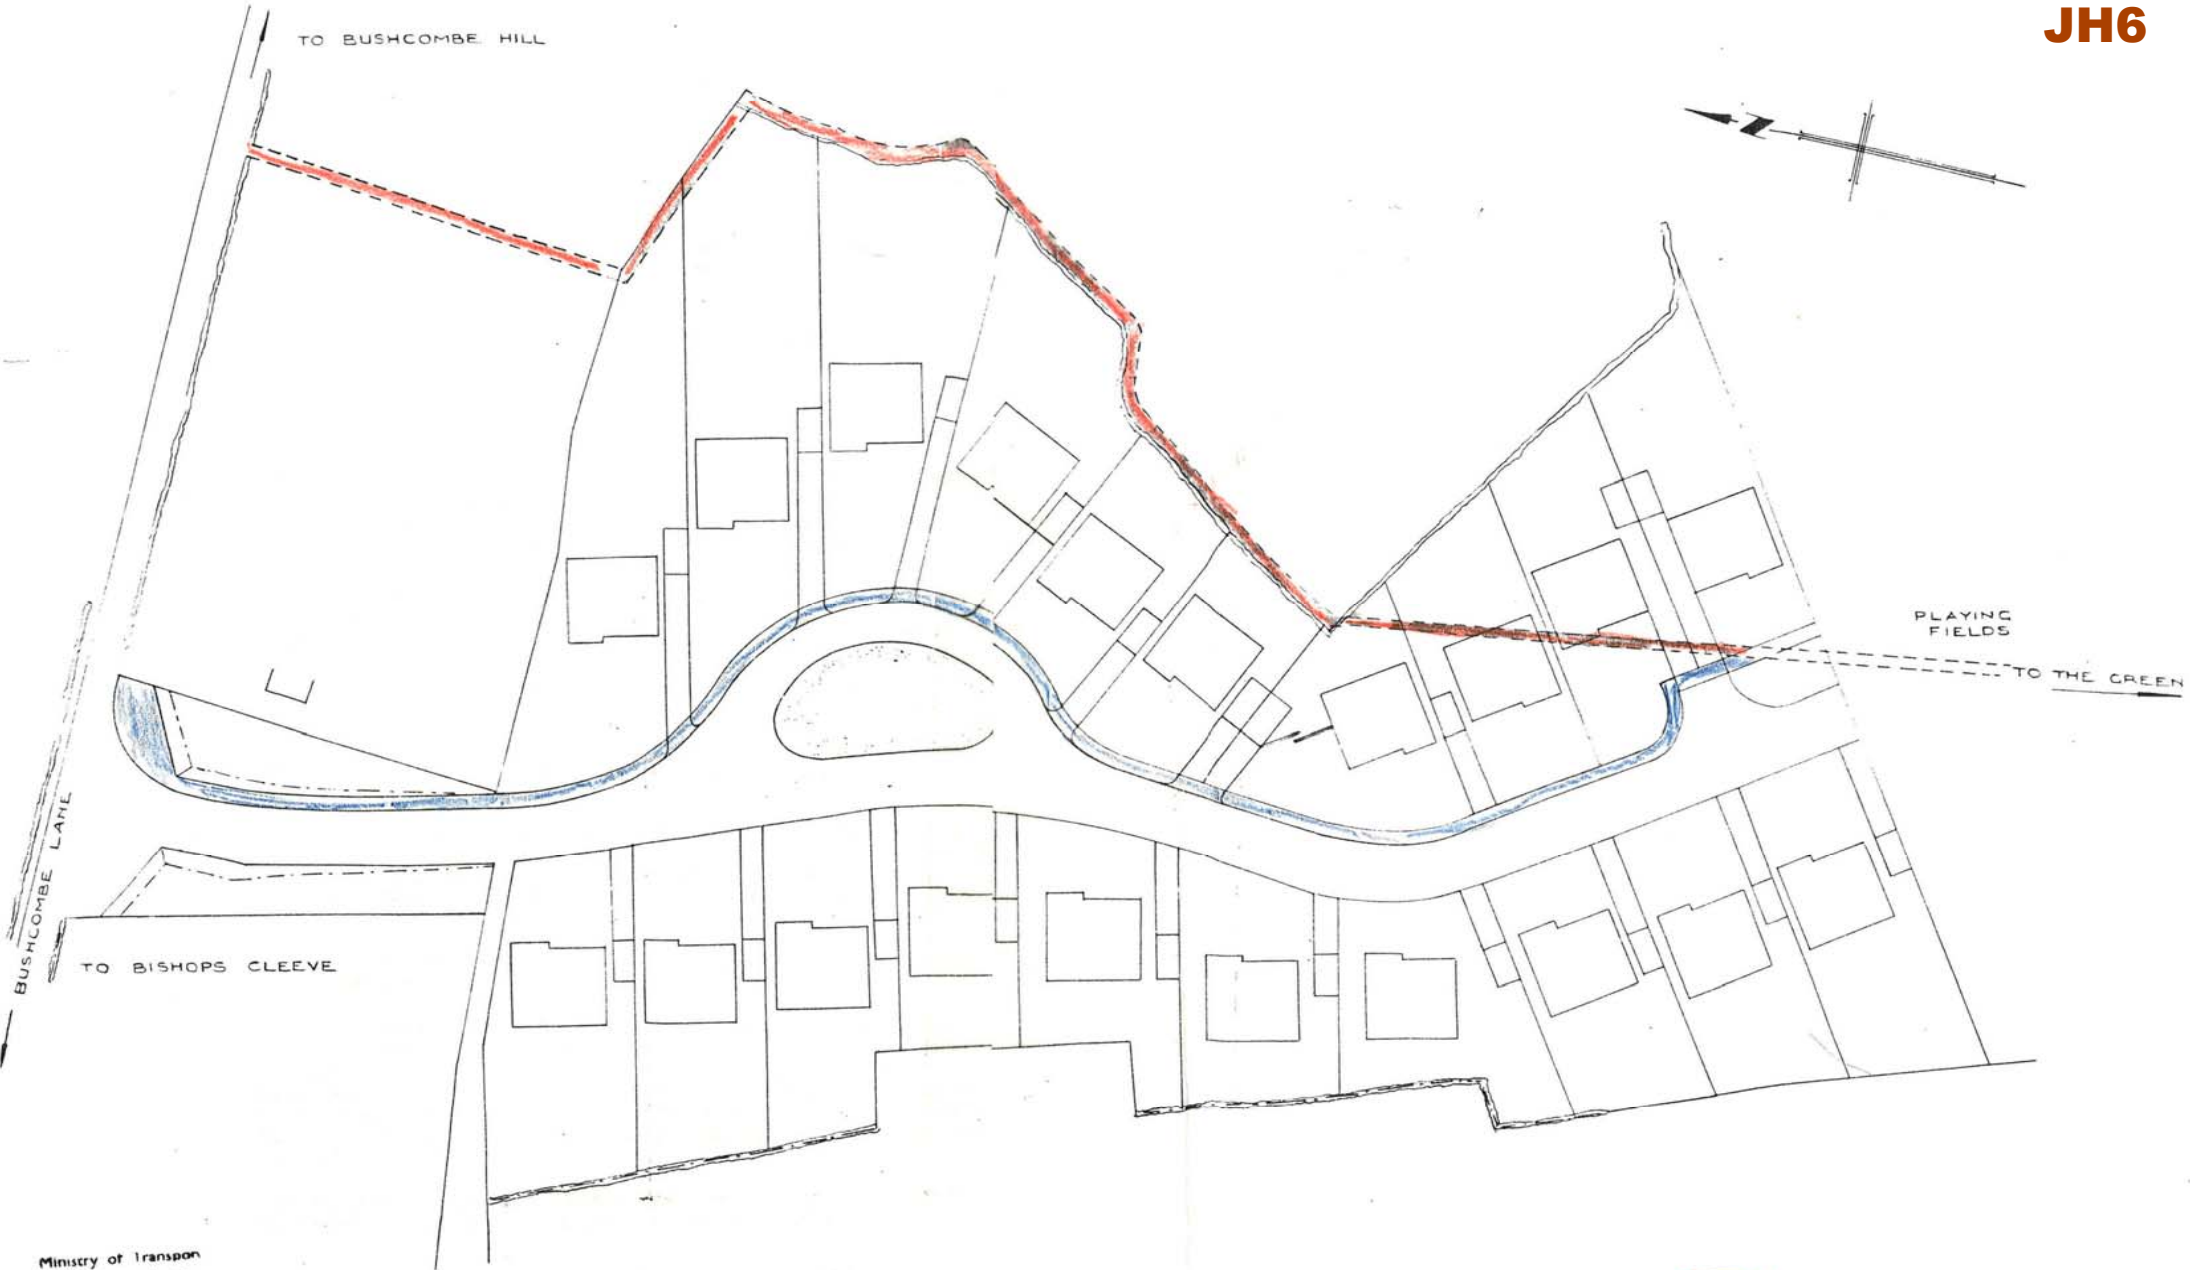 JH6
TO BUSHCOMBE HILL
N
PLAYING
FIELDS
TO THE GREEN
BUSHCOMBE LANE
TO BISHOPS CLEEVE
Ministry of Transport